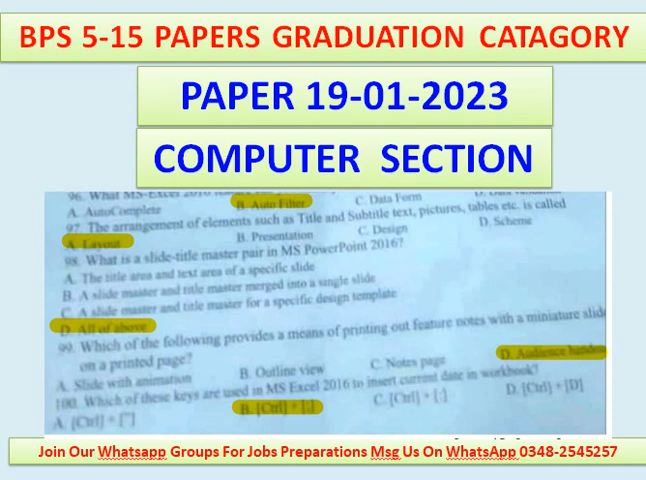 BPS 5-15 PAPERS GRADUATION CATAGORY
PAPER 19-01-2023
COMPUTER SECTION
96. What MS-Excel 2016
A. AutoComplete B. Auto Filter C. Data Form D.
97. The arrangement of elements such as Title and Subtitle text, pictures, tables etc. is called
A. Layout B. Presentation C. Design D. Scheme
98. What is a slide-title master pair in MS PowerPoint 2016?
A. The title area and text area of a specific slide
B. A slide master and title master merged into a single slide
C. A slide master and title master for a specific design template
D. All of above
99. Which of the following provides a means of printing out feature notes with a miniature slide
on a printed page?
A. Slide with animation B. Outline view C. Notes page D. Audience
100. Which of these keys are used in MS Excel 2016 to insert current date in workbook?
A. [Ctrl] + ["] B. [Ctrl] + [;] C. [Ctrl] + [:] D. [Ctrl] + [D]
Join Our Whatsapp Groups For Jobs Preparations Msg Us On WhatsApp 0348-2545257